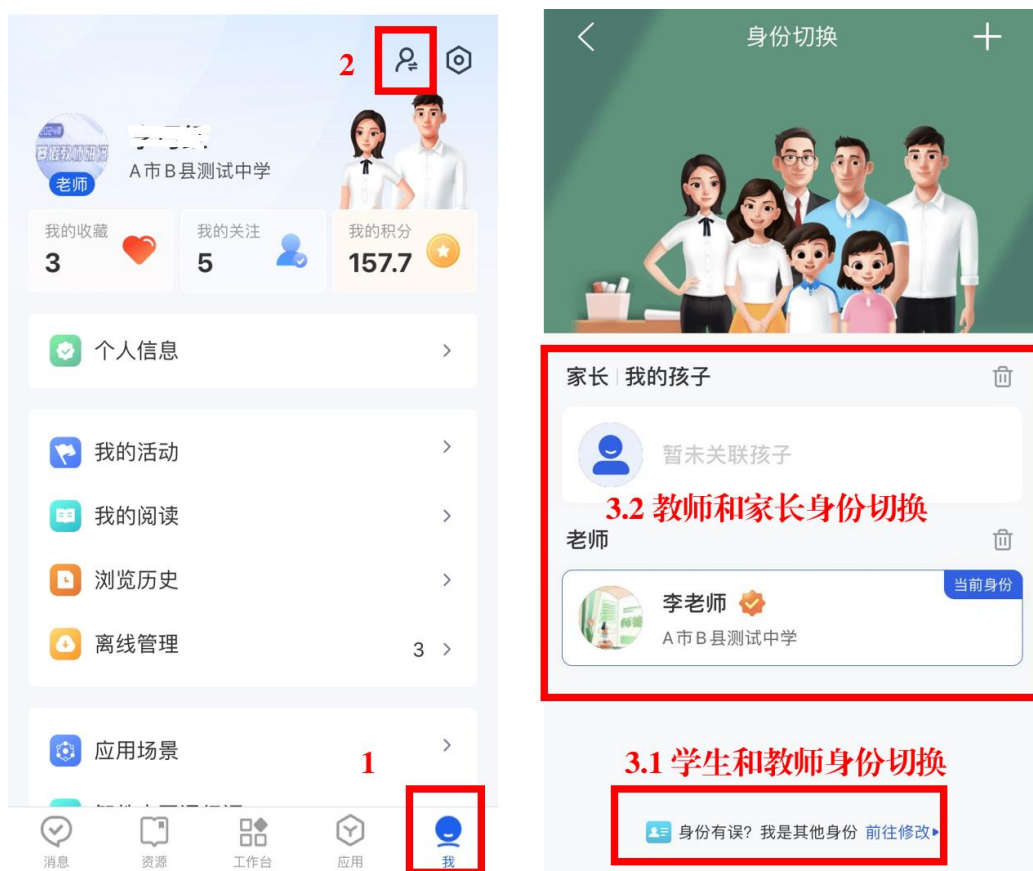 2
老师
A市B县测试中学
我的收藏
3
我的关注
5
我的积分
157.7
个人信息
我的活动
我的阅读
浏览历史
离线管理
3
应用场景
1
消息
资源
工作台
应用
我
身份切换
家长 | 我的孩子
暂未关联孩子
3.2 教师和家长身份切换
老师
当前身份
李老师
A市B县测试中学
3.1 学生和教师身份切换
身份有误? 我是其他身份 前往修改